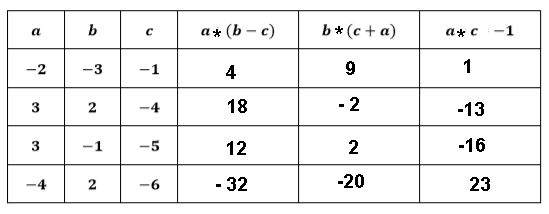 a b c a * (b − c) b * (c + a) a * c −1
−2 −3 −1 4 9 1
3 2 −4 18 - 2 -13
3 −1 −5 12 2 -16
−4 2 −6 - 32 -20 23